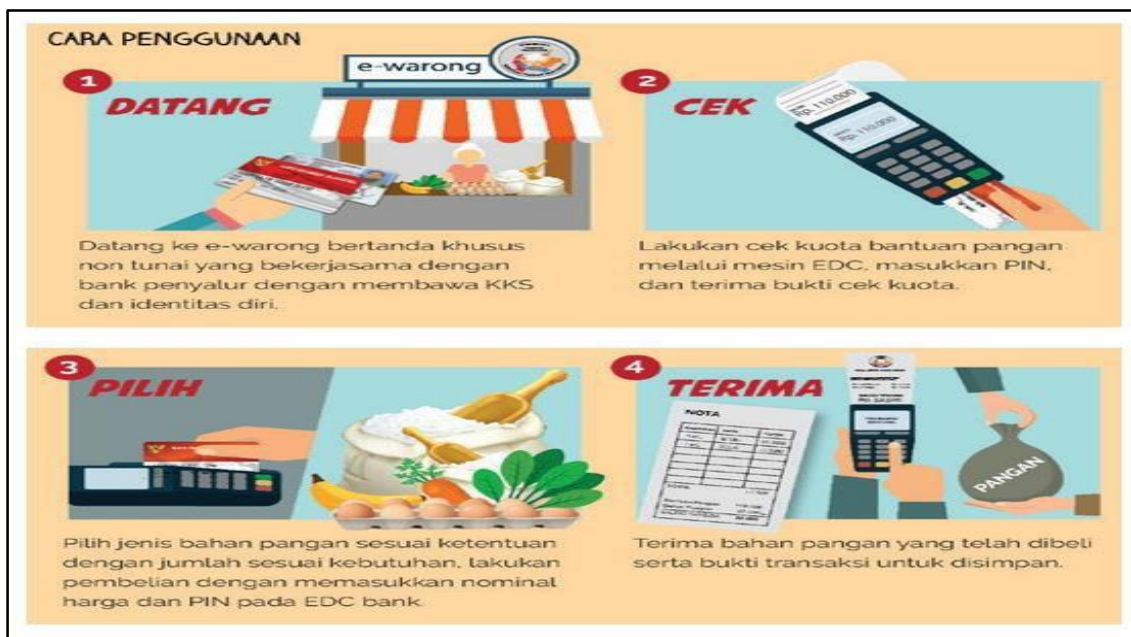 CARA PENGGUNAAN
e-warong
1
DATANG
Datang ke e-warong bertanda khusus
non tunai yang bekerjasama dengan
bank penyalur dengan membawa KKS
dan identitas diri.
2
CEK
Rp. 110.000
Rp. 110.000
Lakukan cek kuota bantuan pangan
melalui mesin EDC, masukkan PIN,
dan terima bukti cek kuota.
3
PILIH
Pilih jenis bahan pangan sesuai ketentuan
dengan jumlah sesuai kebutuhan, lakukan
pembelian dengan memasukkan nominal
harga dan PIN pada EDC bank.
4
TERIMA
NOTA
PANGAN
Terima bahan pangan yang telah dibeli
serta bukti transaksi untuk disimpan.